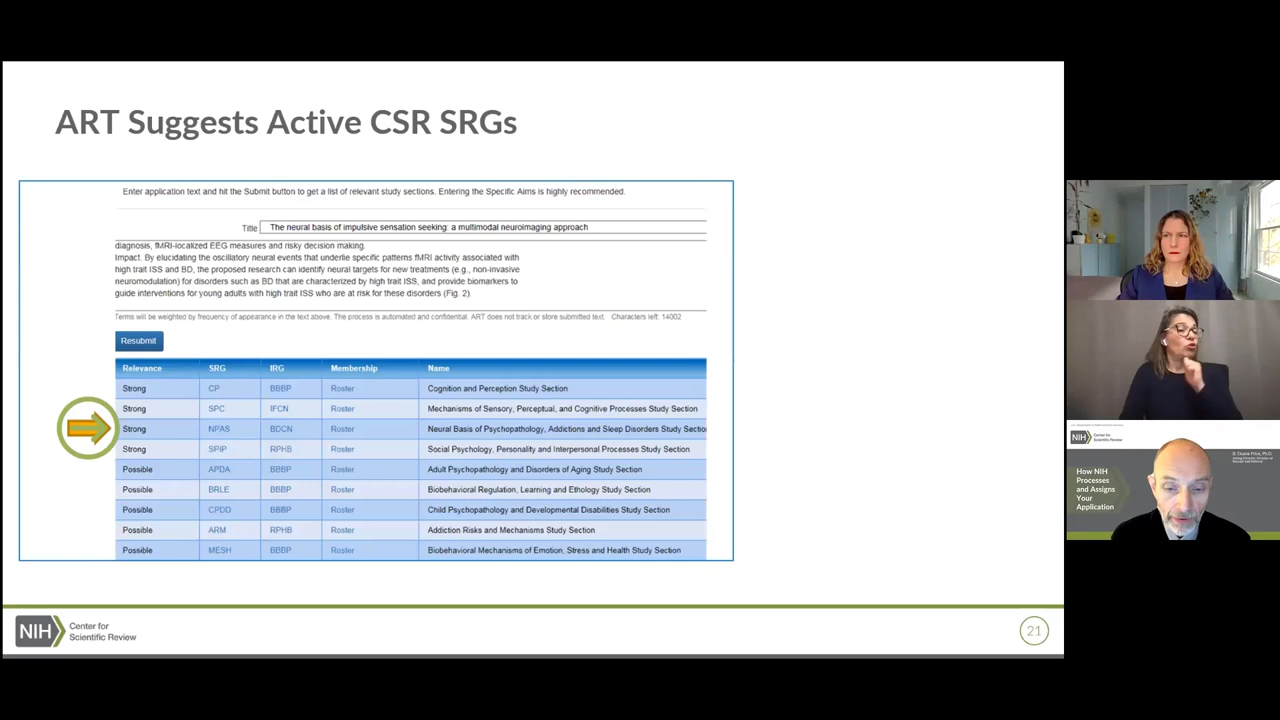 ART Suggests Active CSR SRGs
Enter application text and hit the Submit button to get a list of relevant study sections. Entering the Specific Aims is highly recommended.
Title The neural basis of impulsive sensation seeking: a multimodal neuroimaging approach
diagnosis, fMRI-localized EEG measures and risky decision making.
Impact. By elucidating the oscillatory neural events that underlie specific patterns fMRI activity associated with
high trait ISS and BD, the proposed research can identify neural targets for new treatments (e.g., non-invasive
neuromodulation) for disorders such as BD that are characterized by high trait ISS, and provide biomarkers to
guide interventions for young adults with high trait ISS who are at risk for these disorders (Fig. 2).
Terms will be weighted by frequency of appearance in the text above. The process is automated and confidential. ART does not track or store submitted text. Characters left: 14002
Resubmit
Relevance SRG IRG Membership Name
Strong CP BBBP Roster Cognition and Perception Study Section
Strong SPC IFCN Roster Mechanisms of Sensory, Perceptual, and Cognitive Processes Study Section
Strong NPAS BDCN Roster Neural Basis of Psychopathology, Addictions and Sleep Disorders Study Sectio
Strong SPIP RPHB Roster Social Psychology, Personality and Interpersonal Processes Study Section
Possible APDA BBBP Roster Adult Psychopathology and Disorders of Aging Study Section
Possible BRLE BBBP Roster Biobehavioral Regulation, Learning and Ethology Study Section
Possible CPDD BBBP Roster Child Psychopathology and Developmental Disabilities Study Section
Possible ARM RPHB Roster Addiction Risks and Mechanisms Study Section
Possible MESH BBBP Roster Biobehavioral Mechanisms of Emotion, Stress and Health Study Section
NIH Center for
Scientific Review
21
NIH Center for
Scientific Review
How NIH
Processes
and Assigns
Your
Application